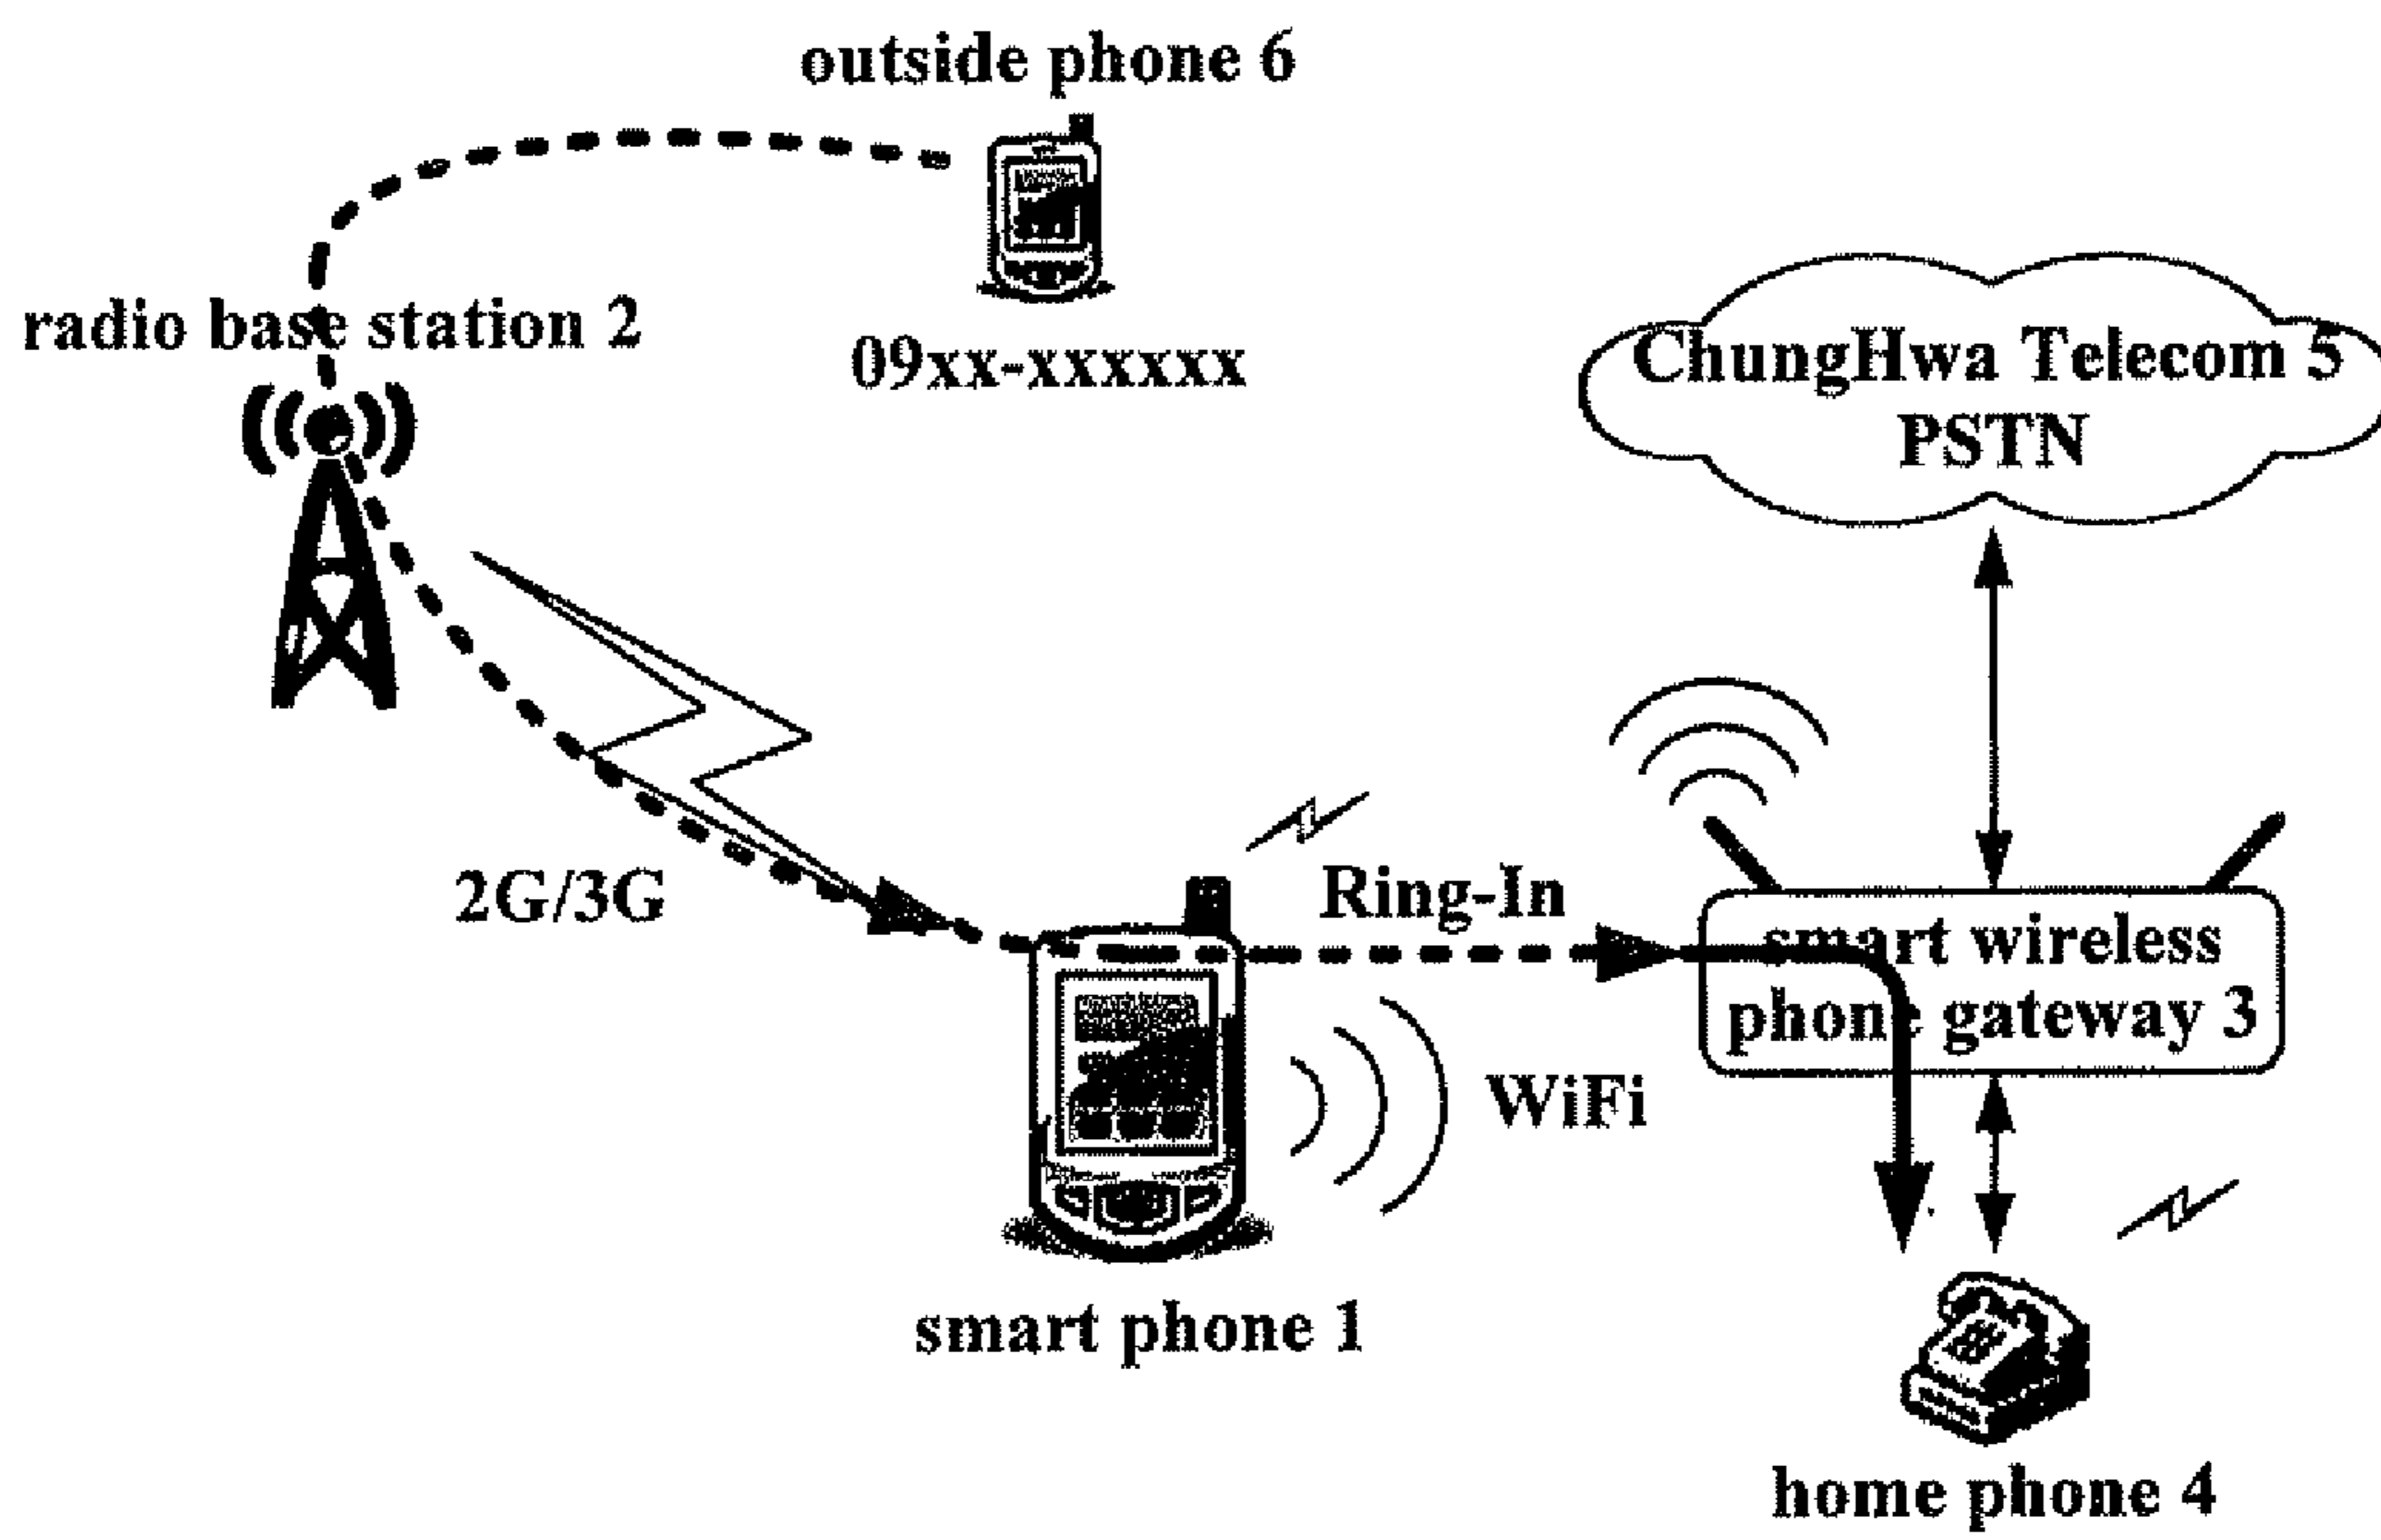 outside phone 6
radio base station 2
09xx-xxxxxx
ChungHwa Telecom 5
PSTN
2G/3G
Ring-In
smart wireless
phone gateway 3
WiFi
smart phone 1
home phone 4